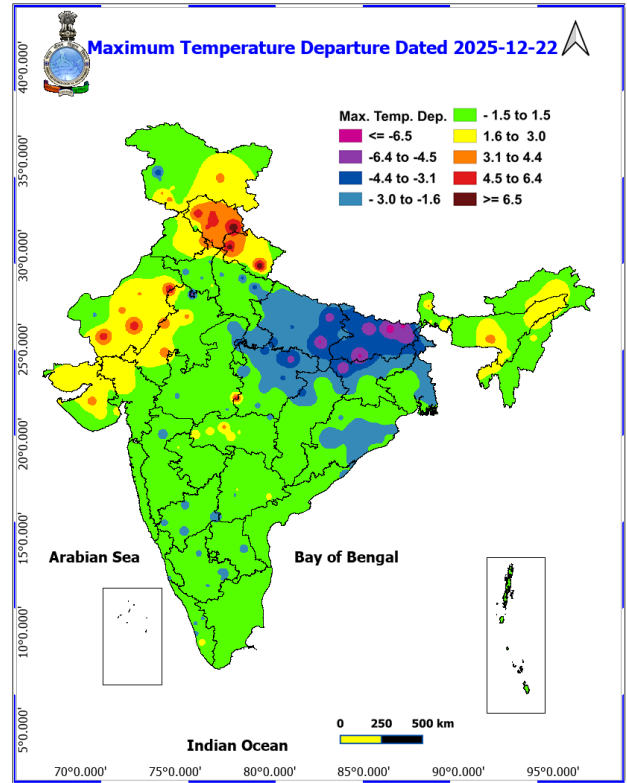 Maximum Temperature Departure Dated 2025-12-22
Max. Temp. Dep.
<= -6.5
-6.4 to -4.5
-4.4 to -3.1
- 3.0 to -1.6
- 1.5 to 1.5
1.6 to 3.0
3.1 to 4.4
4.5 to 6.4
>= 6.5
40°0.000'
35°0.000'
30°0.000'
25°0.000'
20°0.000'
15°0.000'
10°0.000'
5°0.000'
Arabian Sea
Bay of Bengal
Indian Ocean
0 250 500 km
70°0.000' 75°0.000' 80°0.000' 85°0.000' 90°0.000' 95°0.000'